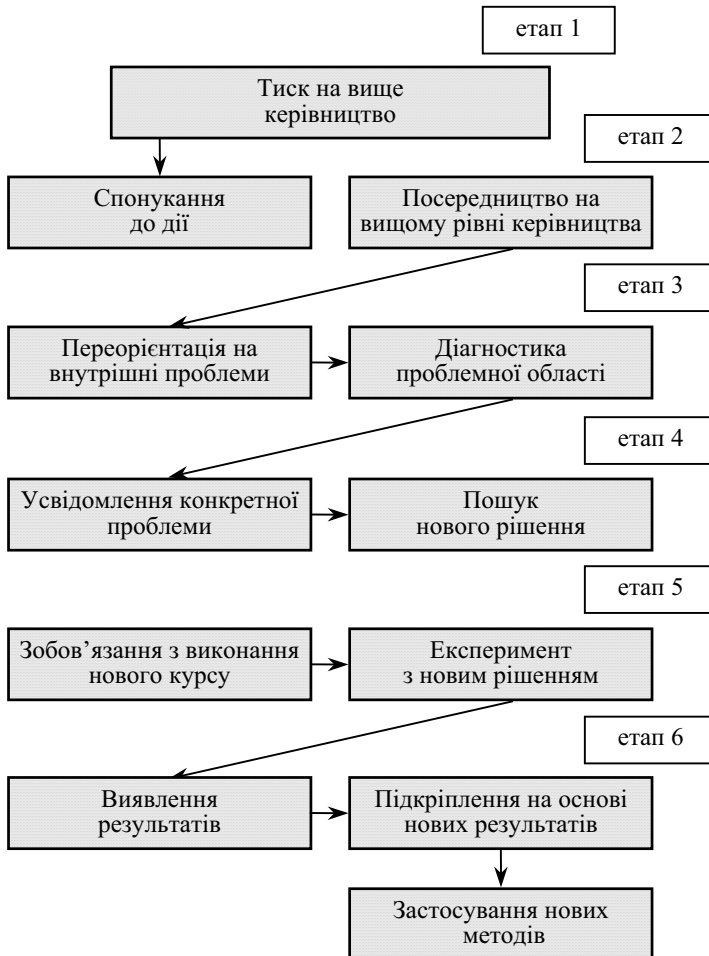 етап 1
Тиск на вище
керівництво
етап 2
Спонукання
до дії
Посередництво на
вищому рівні керівництва
етап 3
Переорієнтація на
внутрішні проблеми
Діагностика
проблемної області
етап 4
Усвідомлення конкретної
проблеми
Пошук
нового рішення
етап 5
Зобов’язання з виконання
нового курсу
Експеримент
з новим рішенням
етап 6
Виявлення
результатів
Підкріплення на основі
нових результатів
Застосування нових
методів